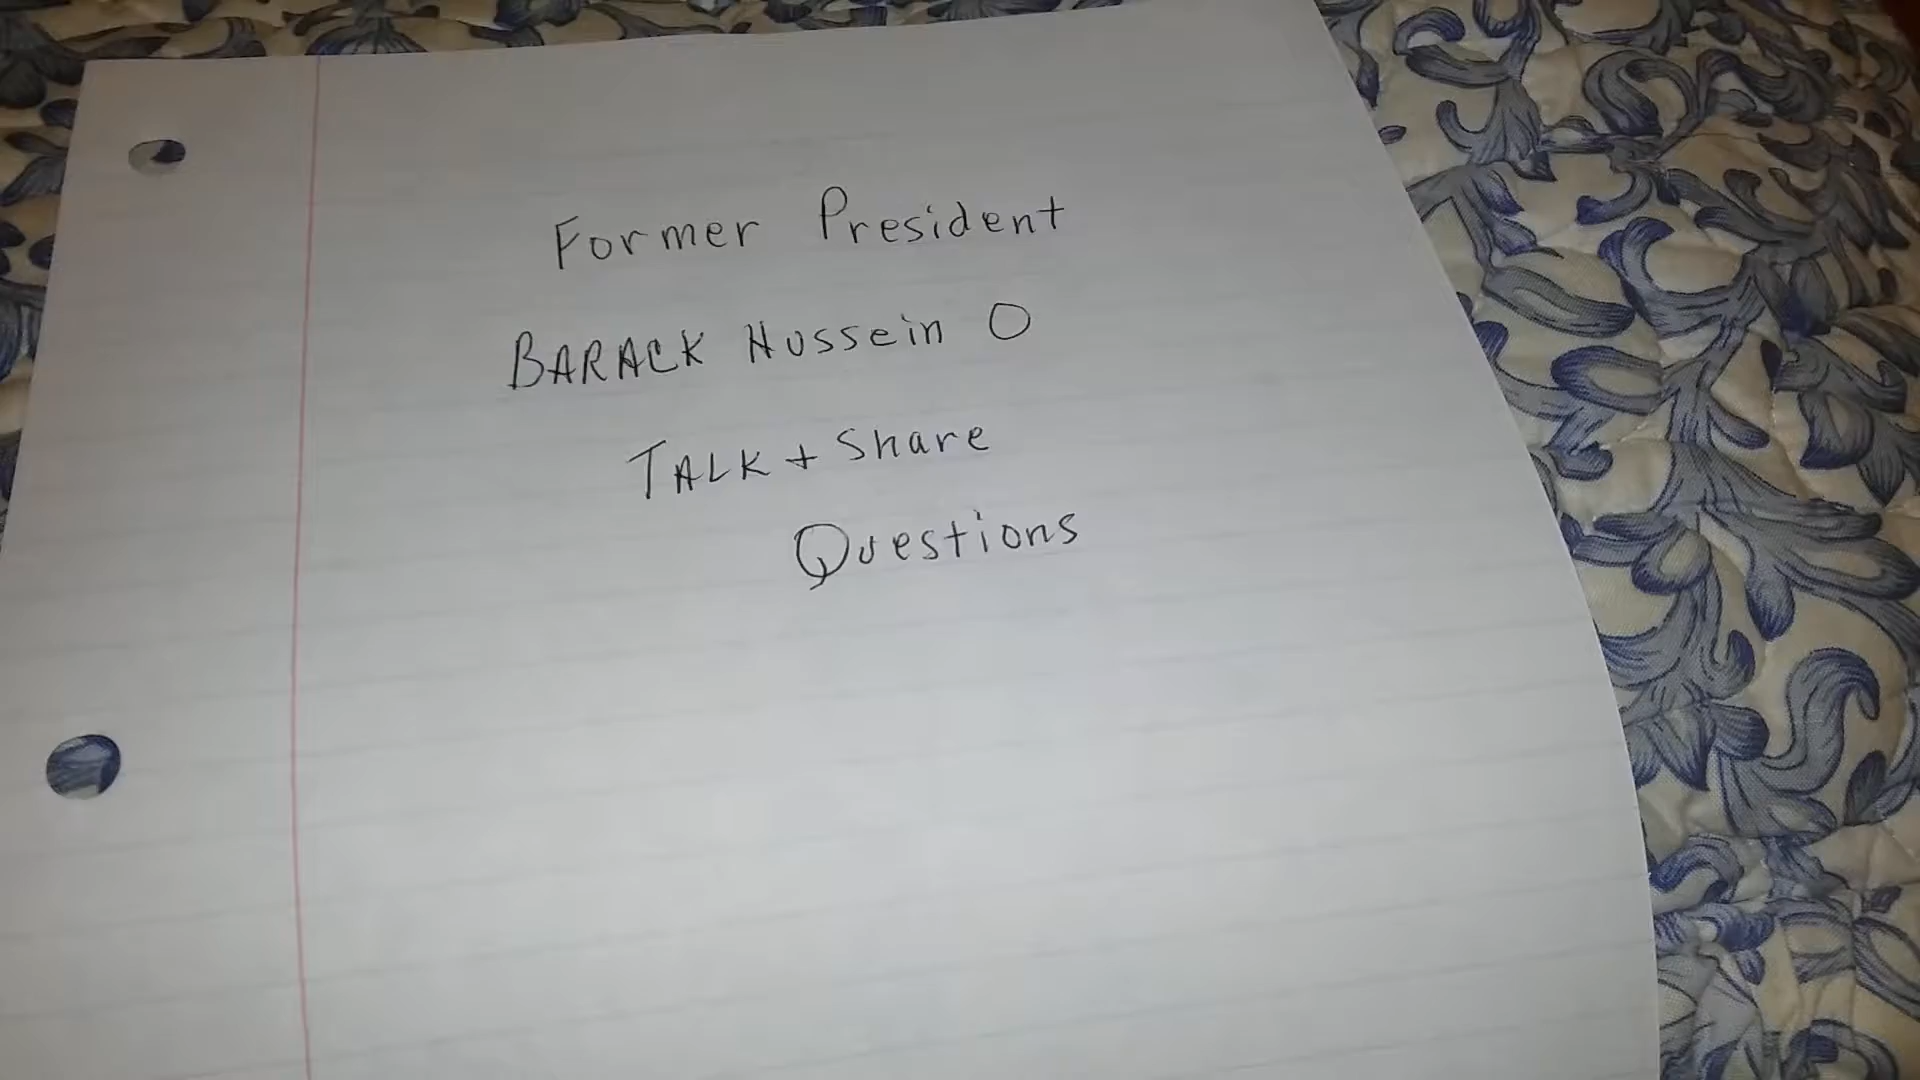 Former President
BARACK Hussein O
TALK + Share
Questions